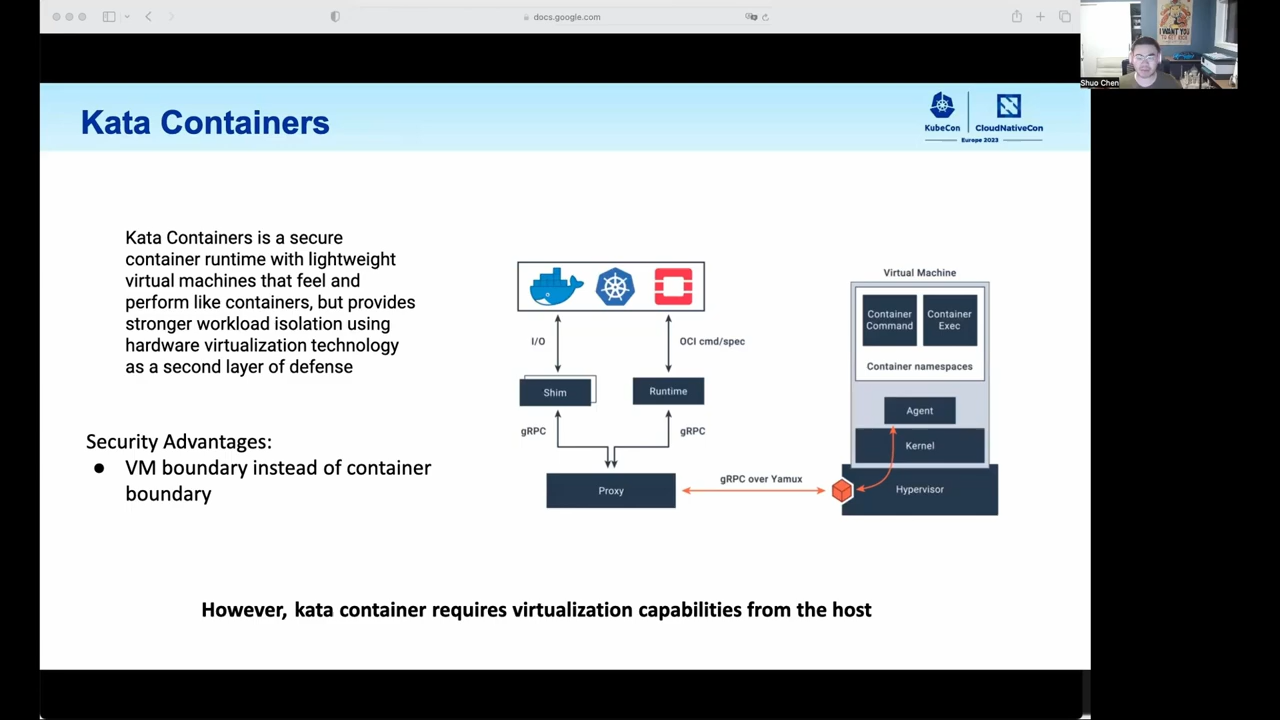 docs.google.com
Kata Containers
KubeCon
CloudNativeCon
Europe 2023
Kata Containers is a secure
container runtime with lightweight
virtual machines that feel and
perform like containers, but provides
stronger workload isolation using
hardware virtualization technology
as a second layer of defense
Security Advantages:
● VM boundary instead of container
boundary
I/O
OCI cmd/spec
Shim
Runtime
gRPC
gRPC
Proxy
gRPC over Yamux
Virtual Machine
Container
Command
Container
Exec
Container namespaces
Agent
Kernel
Hypervisor
However, kata container requires virtualization capabilities from the host
I WANT YOU
Shuo Chen